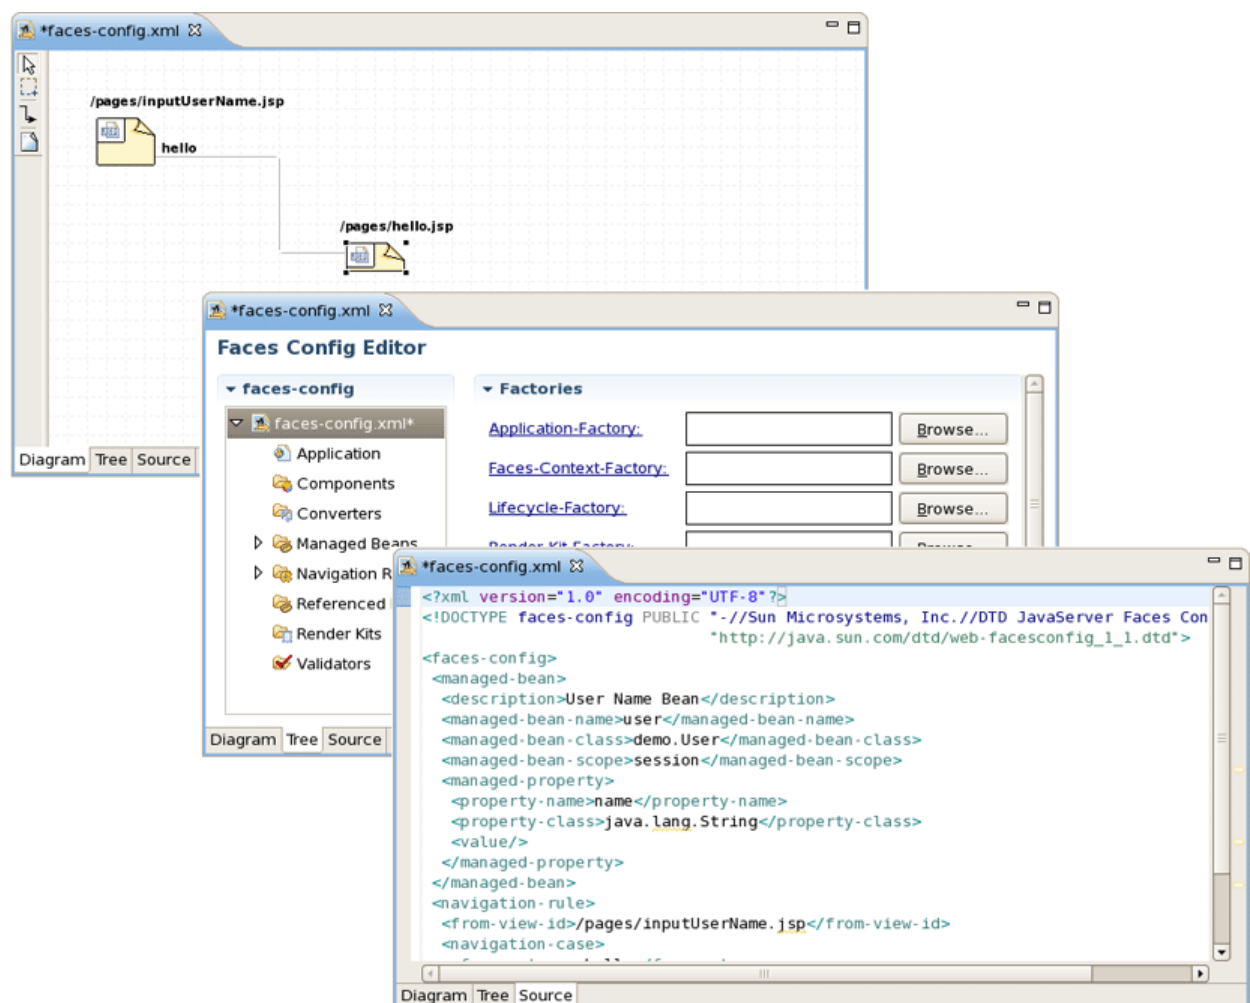 *faces-config.xml
/pages/inputUserName.jsp
hello
/pages/hello.jsp
Diagram Tree Source
*faces-config.xml
Faces Config Editor
faces-config
faces-config.xml*
Application
Components
Converters
Managed Beans
Navigation R
Referenced
Render Kits
Validators
Factories
Application-Factory: Browse...
Faces-Context-Factory: Browse...
Lifecycle-Factory: Browse...
Render-Kit-Factory: Browse...
Diagram Tree Source
*faces-config.xml
<?xml version="1.0" encoding="UTF-8"?>
<!DOCTYPE faces-config PUBLIC "-//Sun Microsystems, Inc.//DTD JavaServer Faces Con
"http://java.sun.com/dtd/web-facesconfig_1_1.dtd">
<faces-config>
<managed-bean>
<description>User Name Bean</description>
<managed-bean-name>user</managed-bean-name>
<managed-bean-class>demo.User</managed-bean-class>
<managed-bean-scope>session</managed-bean-scope>
<managed-property>
<property-name>name</property-name>
<property-class>java.lang.String</property-class>
<value/>
</managed-property>
</managed-bean>
<navigation-rule>
<from-view-id>/pages/inputUserName.jsp</from-view-id>
<navigation-case>
Diagram Tree Source